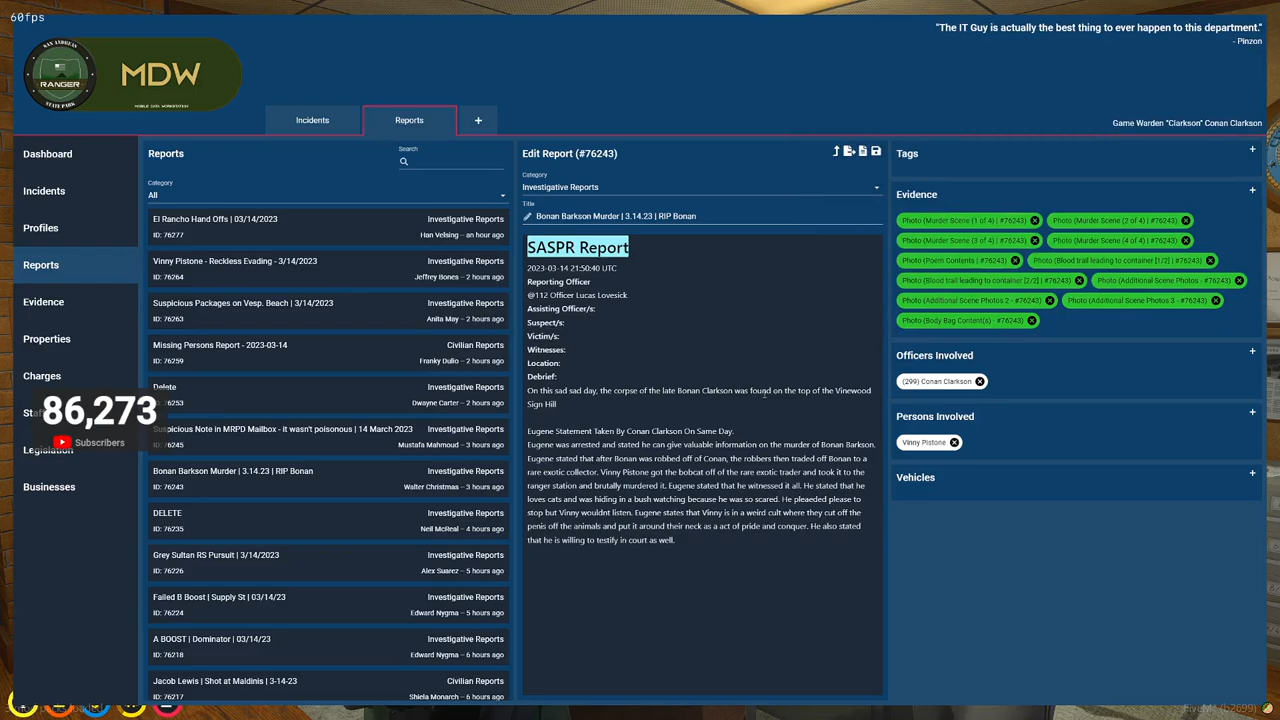 60fps
"The IT Guy is actually the best thing to ever happen to this department."
- Pinzon
SAN ANDREAS
RANGER
STATE PARK
MDW
MOBILE DATA WORKSTATION
Incidents
Reports
+
Game Warden "Clarkson" Conan Clarkson
Dashboard
Incidents
Profiles
Reports
Evidence
Properties
Charges
Legislation
Businesses
86,273
Subscribers
Reports
Search
Category
All
El Rancho Hand Offs | 03/14/2023
Investigative Reports
ID: 76277
Han Velsing – an hour ago
Vinny PIstone - Reckless Evading - 3/14/23
Investigative Reports
ID: 76264
Jeffrey Bones – 2 hours ago
Suspicious Packages on Vesp. Beach | 3/14/2023
Investigative Reports
ID: 76263
Anita May – 2 hours ago
Missing Persons Report - 2023-03-14
Civilian Reports
ID: 76259
Franky Dulio – 2 hours ago
Delete
Civilian Reports
76253
Dwayne Carter – 2 hours ago
Suspicious Note in MRPD Mailbox - it wasn't poisonous | 14 March 2023
Investigative Reports
76245
Mustafa Mahmoud – 3 hours ago
Bonan Barkson Murder | 3.14.23 | RIP Bonan
Investigative Reports
ID: 76243
Walter Christmas – 3 hours ago
DELETE
Investigative Reports
ID: 76235
Neil McReal – 4 hours ago
Grey Sultan RS Pursuit | 3/14/2023
Investigative Reports
ID: 76226
Alex Suarez – 5 hours ago
Failed B Boost | Supply St | 03/14/23
Investigative Reports
ID: 76224
Edward Nygma – 5 hours ago
A BOOST | Dominator | 03/14/23
Investigative Reports
ID: 76218
Edward Nygma – 6 hours ago
Jacob Lewis | Shot at Maldinis | 3-14-23
Investigative Reports
ID: 76217
Shiela Monarch – 6 hours ago
Edit Report (#76243)
Category
Investigative Reports
Title
Bonan Barkson Murder | 3.14.23 | RIP Bonan
SASPR Report
2023-03-14 21:50:40 UTC
Reporting Officer
@112 Officer Lucas Lovesick
Assisting Officer/s:
Suspect/s:
Victim/s:
Witnesses:
Location:
Debrief:
On this sad sad day, the corpse of the late Bonan Clarkson was found on the top of the Vinewood
Sign Hill
Eugene Statement Taken By Conan Clarkson On Same Day.
Eugene was arrested and stated he can give valuable information on the murder of Bonan Barkson.
Eugene stated that after Bonan was robbed off of Conan, the robbers then traded off Bonan to a
rare exotic collector. Vinny Pistone got the bobcat off of the rare exotic trader and took it to the
ranger station and brutally murdered it. Eugene stated that he witnessed it all. He stated that he
loves cats and was hiding in a bush watching because he was so scared. He pleaeded please to
stop but Vinny wouldnt listen. Eugene states that Vinny is in a weird cult where they cut off the
penis off the animals and put it around their neck as a act of pride and conquer. He also stated
that he is willing to testify in court as well.
Tags
+
Evidence
+
Photo (Murder Scene (1 of 4) | #76243)
Photo (Murder Scene (2 of 4) | #76243)
Photo (Murder Scene (3 of 4) | #76243)
Photo (Murder Scene (4 of 4) | #76243)
Photo (Poem Contents | #76243)
Photo (Blood trail leading to container [1/2] | #76243)
Photo (Blood trail leading to container [2/2] | #76243)
Photo (Additional Scene Photos - #76243)
Photo (Additional Scene Photos 2 - #76243)
Photo (Additional Scene Photos 3 - #76243)
Photo (Body Bag Content(s) - #76243)
Officers Involved
+
(299) Conan Clarkson
Persons Involved
+
Vinny Pistone
Vehicles
+
FiveM (b2699)